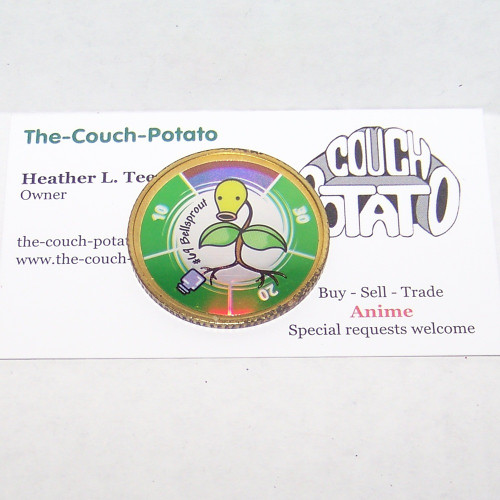 The-Couch-Potato
Heather L. Tee
Owner
the-couch-potat
www.the-couch-
COUCH
POTATO
Buy - Sell - Trade
Anime
Special requests welcome
10
30
20
#69 Bellsprout